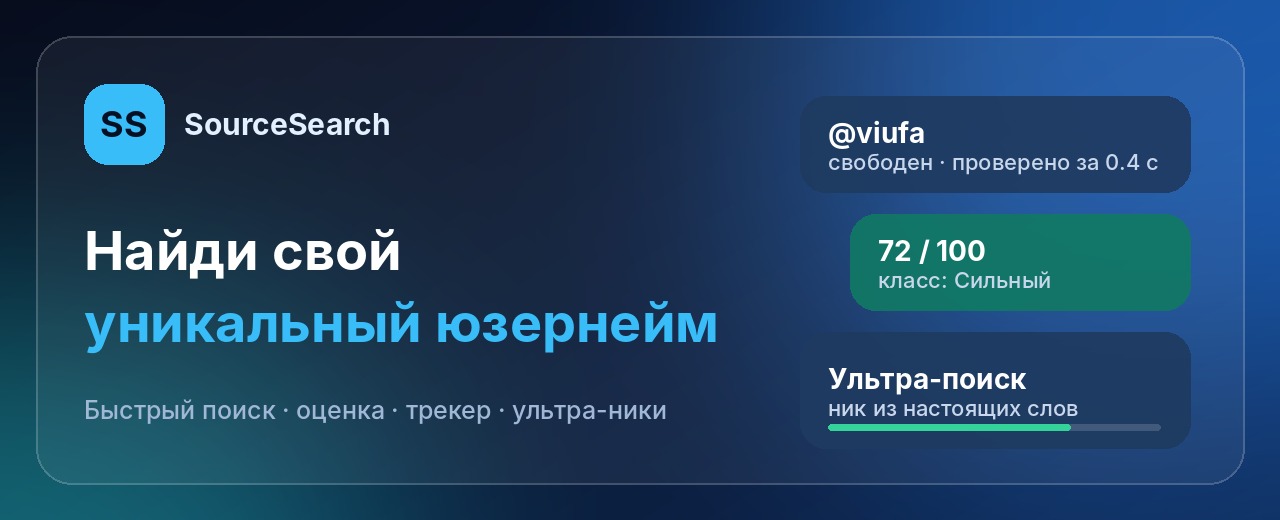 SS SourceSearch
Найди свой
уникальный юзернейм
Быстрый поиск · оценка · трекер · ультра-ники
@viufa
свободен · проверено за 0.4 с
72 / 100
класс: Сильный
Ультра-поиск
ник из настоящих слов